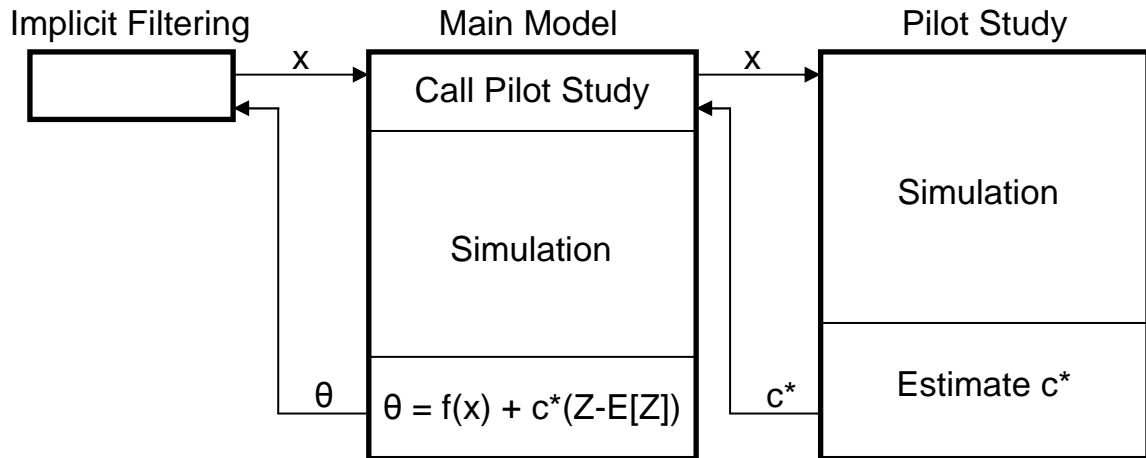 Implicit Filtering
Main Model
Pilot Study
x
Call Pilot Study
x
Simulation
Simulation
θ
θ = f(x) + c*(Z-E[Z])
c*
Estimate c*